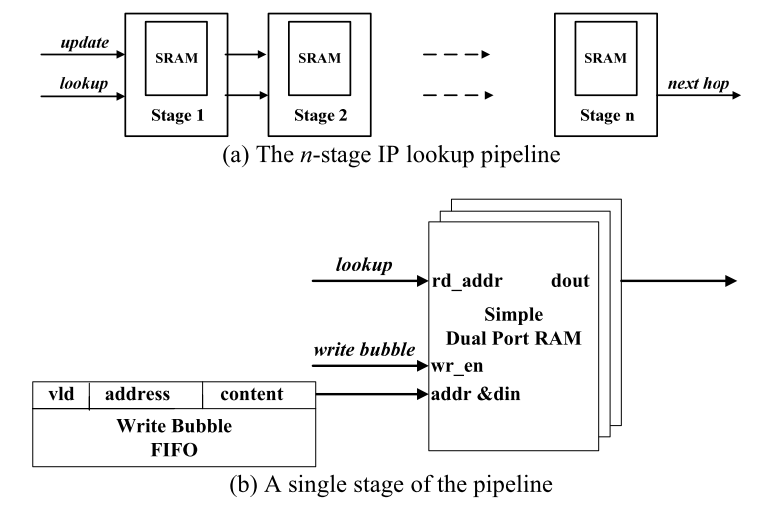 update
lookup
SRAM
Stage 1
SRAM
Stage 2
SRAM
Stage n
next hop
(a) The n-stage IP lookup pipeline
lookup
rd_addr dout
Simple
Dual Port RAM
write bubble
wr_en
vld address content
addr &din
Write Bubble
FIFO
(b) A single stage of the pipeline